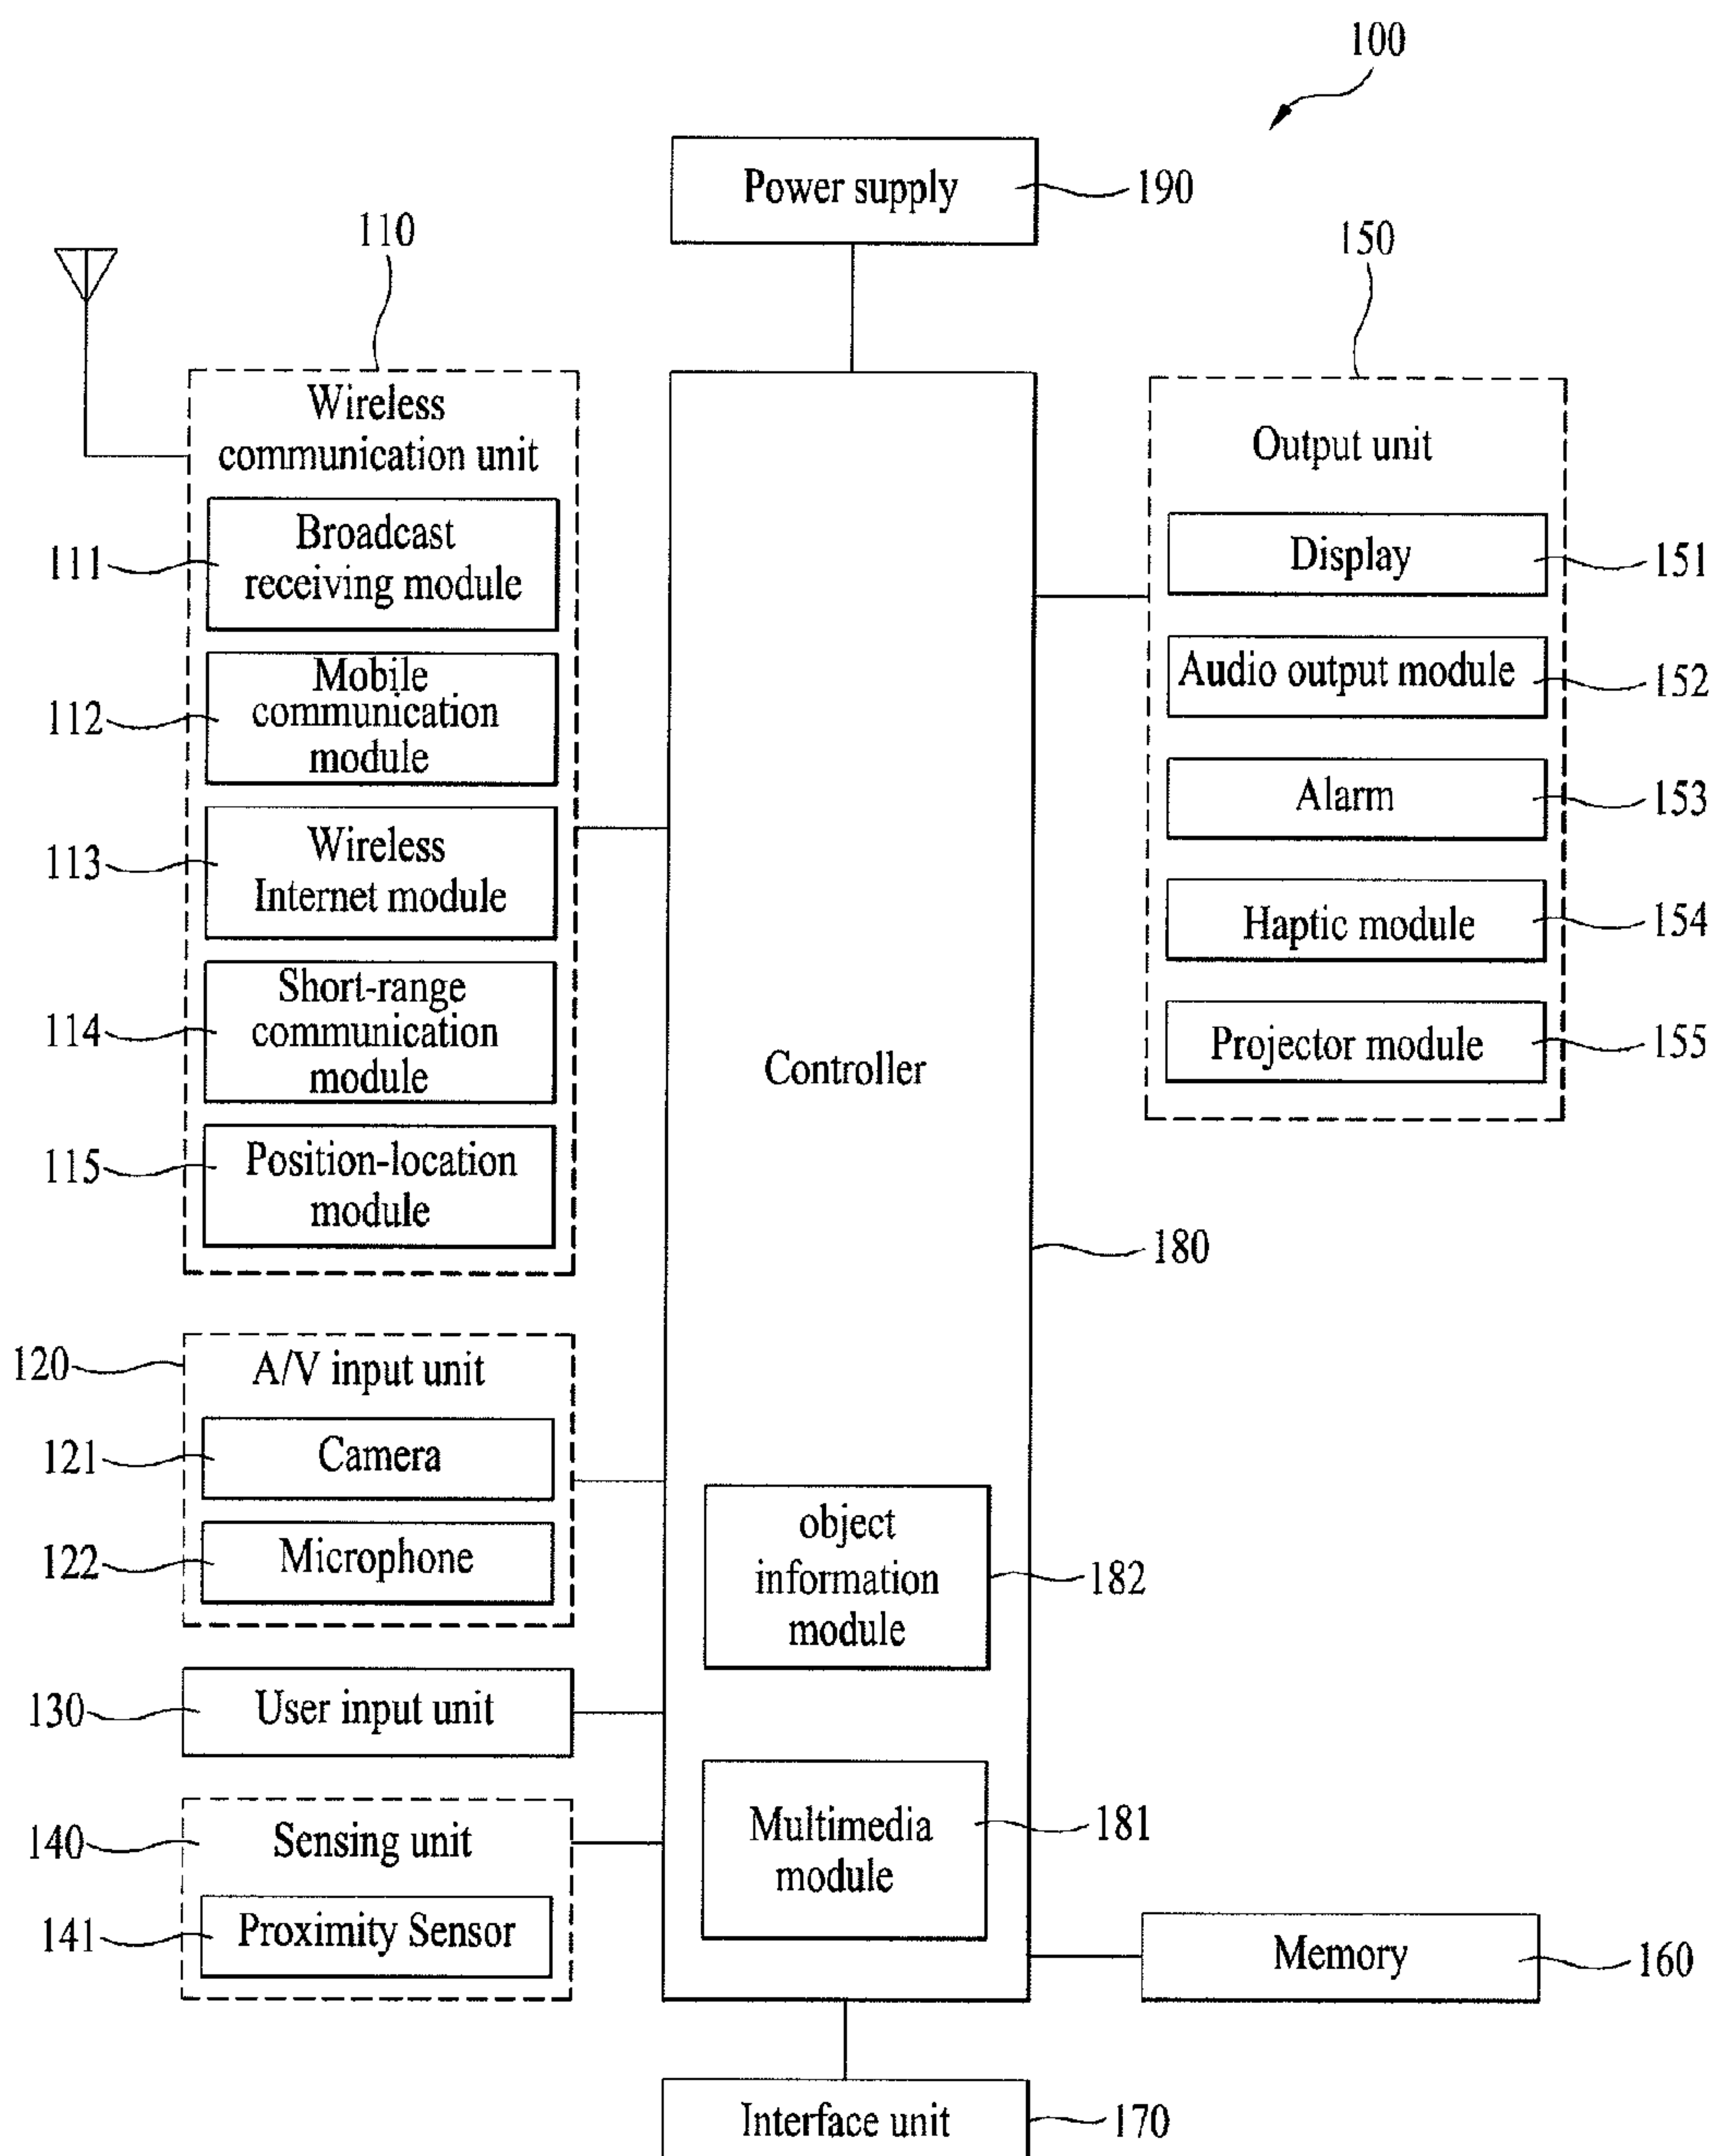 100
Power supply
190
110
150
Wireless
communication unit
Broadcast
receiving module
111
Mobile
communication
module
112
Wireless
Internet module
113
Short-range
communication
module
114
Position-location
module
115
Output unit
Display
151
Audio output module
152
Alarm
153
Haptic module
154
Projector module
155
Controller
180
120
A/V input unit
Camera
121
Microphone
122
object
information
module
182
130
User input unit
Multimedia
module
181
140
Sensing unit
141
Proximity Sensor
Memory
160
Interface unit
170